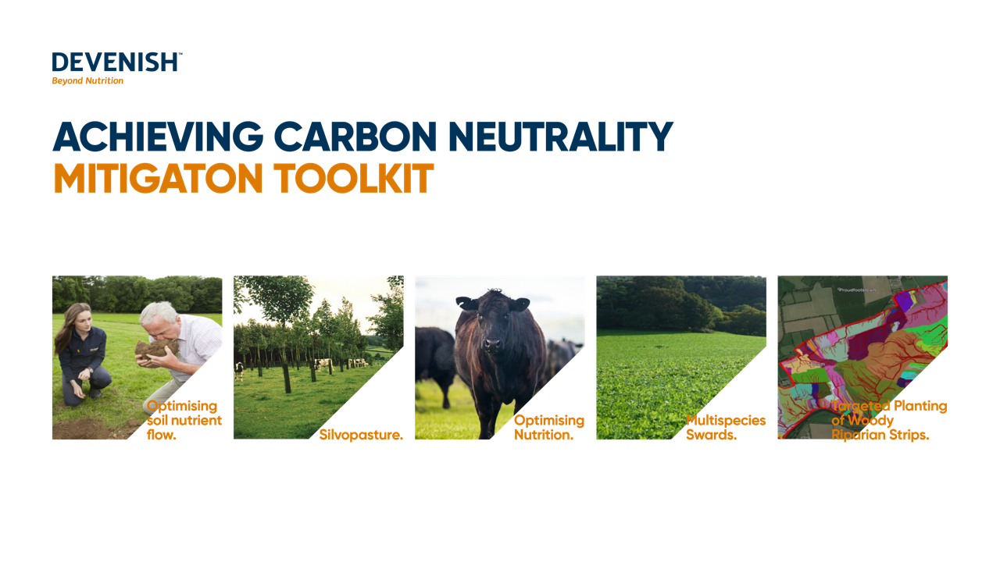 DEVENISH™
Beyond Nutrition
ACHIEVING CARBON NEUTRALITY
MITIGATON TOOLKIT
Optimising
soil nutrient
flow.
Silvopasture.
Optimising
Nutrition.
Multispecies
Swards.
Proudfootstown
Targeted Planting
of Woody
Riparian Strips.